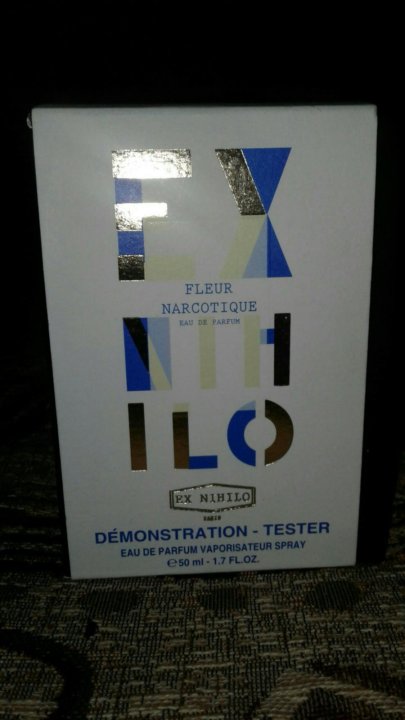 EX
FLEUR
NARCOTIQUE
EAU DE PARFUM
NIH
ILO
EX NIHILO
PARIS
DÉMONSTRATION - TESTER
EAU DE PARFUM VAPORISATEUR SPRAY
℮50 ml - 1.7 FL.OZ.